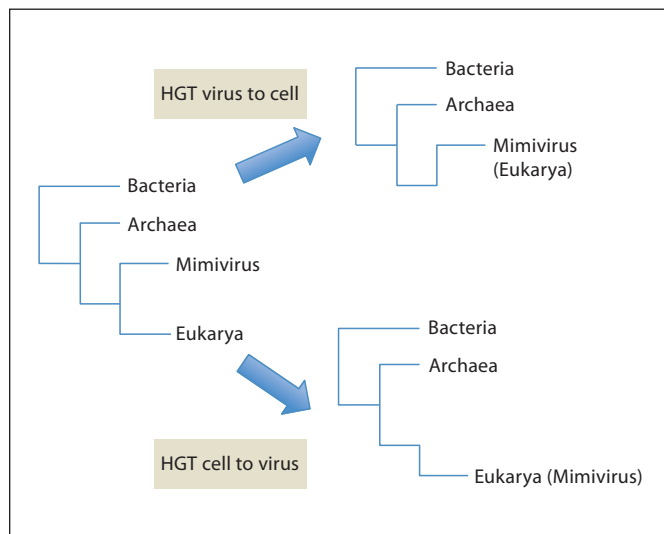 HGT virus to cell
Bacteria
Archaea
Mimivirus
(Eukarya)
Bacteria
Archaea
Mimivirus
Eukarya
Bacteria
Archaea
Eukarya (Mimivirus)
HGT cell to virus